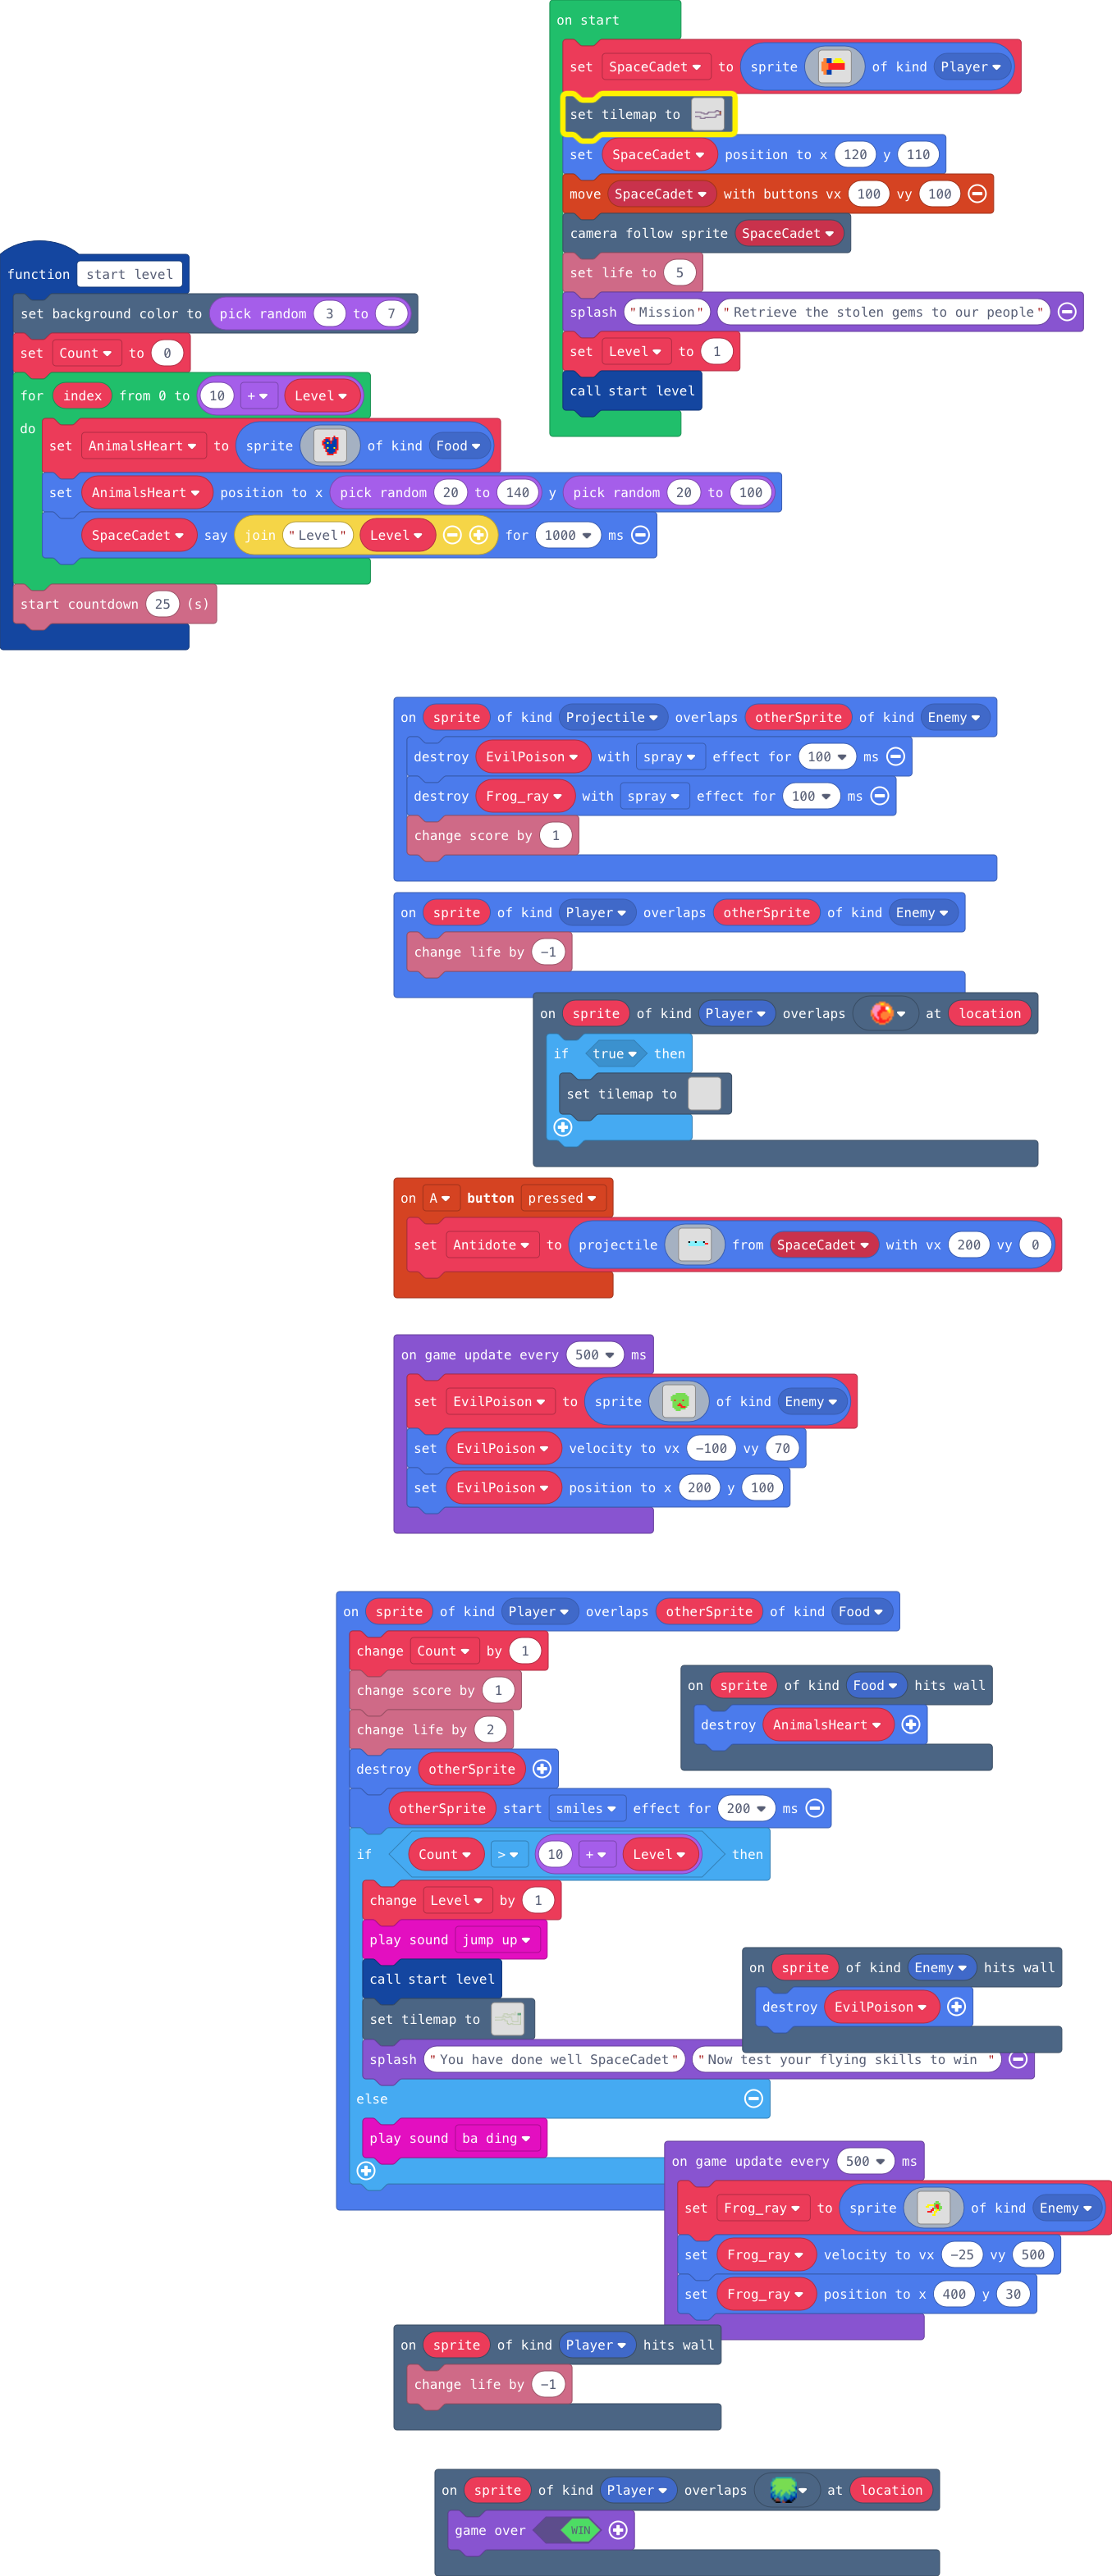 on start
set SpaceCadet to sprite of kind Player
set tilemap to
set SpaceCadet position to x 120 y 110
move SpaceCadet with buttons vx 100 vy 100
camera follow sprite SpaceCadet
set life to 5
splash "Mission" "Retrieve the stolen gems to our people"
set Level to 1
call start level
function start level
set background color to pick random 3 to 7
set Count to 0
for index from 0 to 10 + Level
do
set AnimalsHeart to sprite of kind Food
set AnimalsHeart position to x pick random 20 to 140 y pick random 20 to 100
SpaceCadet say join "Level" Level for 1000 ms
start countdown 25 (s)
on sprite of kind Projectile overlaps otherSprite of kind Enemy
destroy EvilPoison with spray effect for 100 ms
destroy Frog_ray with spray effect for 100 ms
change score by 1
on sprite of kind Player overlaps otherSprite of kind Enemy
change life by -1
on sprite of kind Player overlaps at location
if true then
set tilemap to
on A button pressed
set Antidote to projectile from SpaceCadet with vx 200 vy 0
on game update every 500 ms
set EvilPoison to sprite of kind Enemy
set EvilPoison velocity to vx -100 vy 70
set EvilPoison position to x 200 y 100
on sprite of kind Player overlaps otherSprite of kind Food
change Count by 1
change score by 1
change life by 2
destroy otherSprite
otherSprite start smiles effect for 200 ms
if Count > 10 + Level then
change Level by 1
play sound jump up
call start level
set tilemap to
splash "You have done well SpaceCadet" "Now test your flying skills to win "
else
play sound ba ding
on sprite of kind Food hits wall
destroy AnimalsHeart
on sprite of kind Enemy hits wall
destroy EvilPoison
on game update every 500 ms
set Frog_ray to sprite of kind Enemy
set Frog_ray velocity to vx -25 vy 500
set Frog_ray position to x 400 y 30
on sprite of kind Player hits wall
change life by -1
on sprite of kind Player overlaps at location
game over WIN